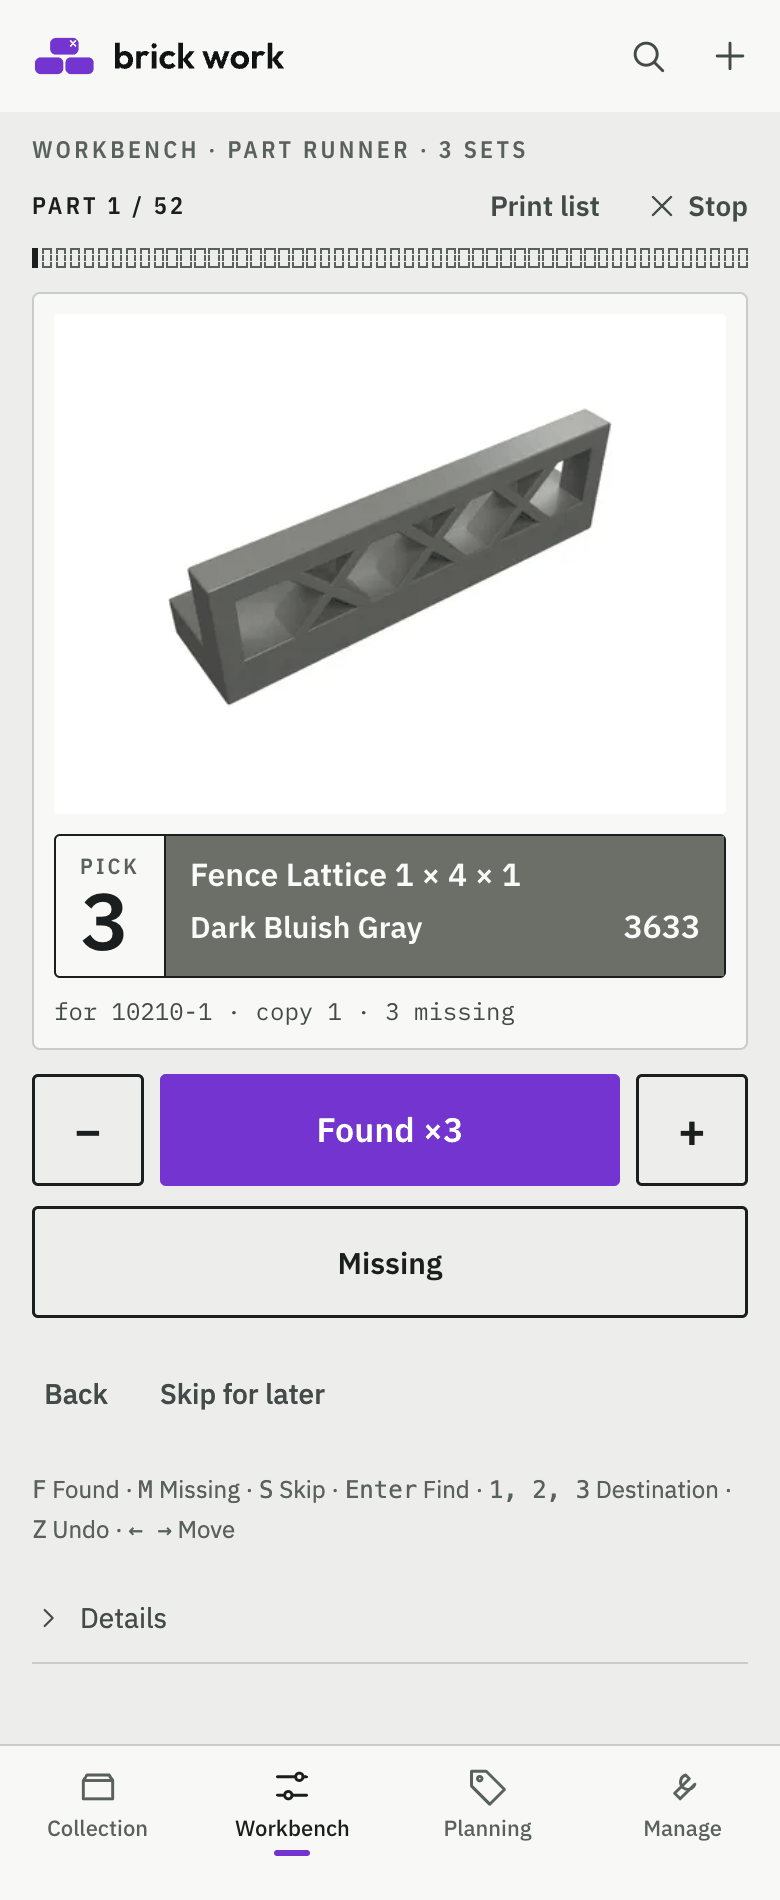 brick work
WORKBENCH · PART RUNNER · 3 SETS
PART 1 / 52
Print list
Stop
PICK
3
Fence Lattice 1 × 4 × 1
Dark Bluish Gray
3633
for 10210-1 · copy 1 · 3 missing
−
Found ×3
+
Missing
Back
Skip for later
F Found · M Missing · S Skip · Enter Find · 1, 2, 3 Destination ·
Z Undo · ← → Move
Details
Collection
Workbench
Planning
Manage